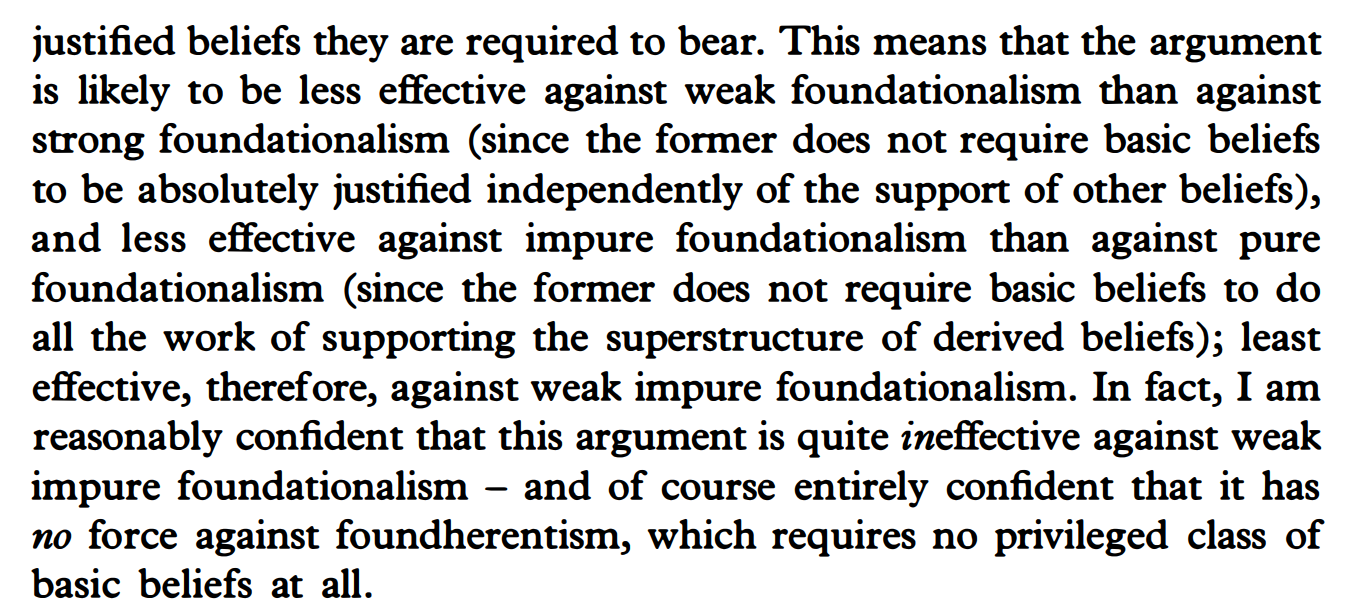 justified beliefs they are required to bear. This means that the argument
is likely to be less effective against weak foundationalism than against
strong foundationalism (since the former does not require basic beliefs
to be absolutely justified independently of the support of other beliefs),
and less effective against impure foundationalism than against pure
foundationalism (since the former does not require basic beliefs to do
all the work of supporting the superstructure of derived beliefs); least
effective, therefore, against weak impure foundationalism. In fact, I am
reasonably confident that this argument is quite ineffective against weak
impure foundationalism – and of course entirely confident that it has
no force against foundherentism, which requires no privileged class of
basic beliefs at all.